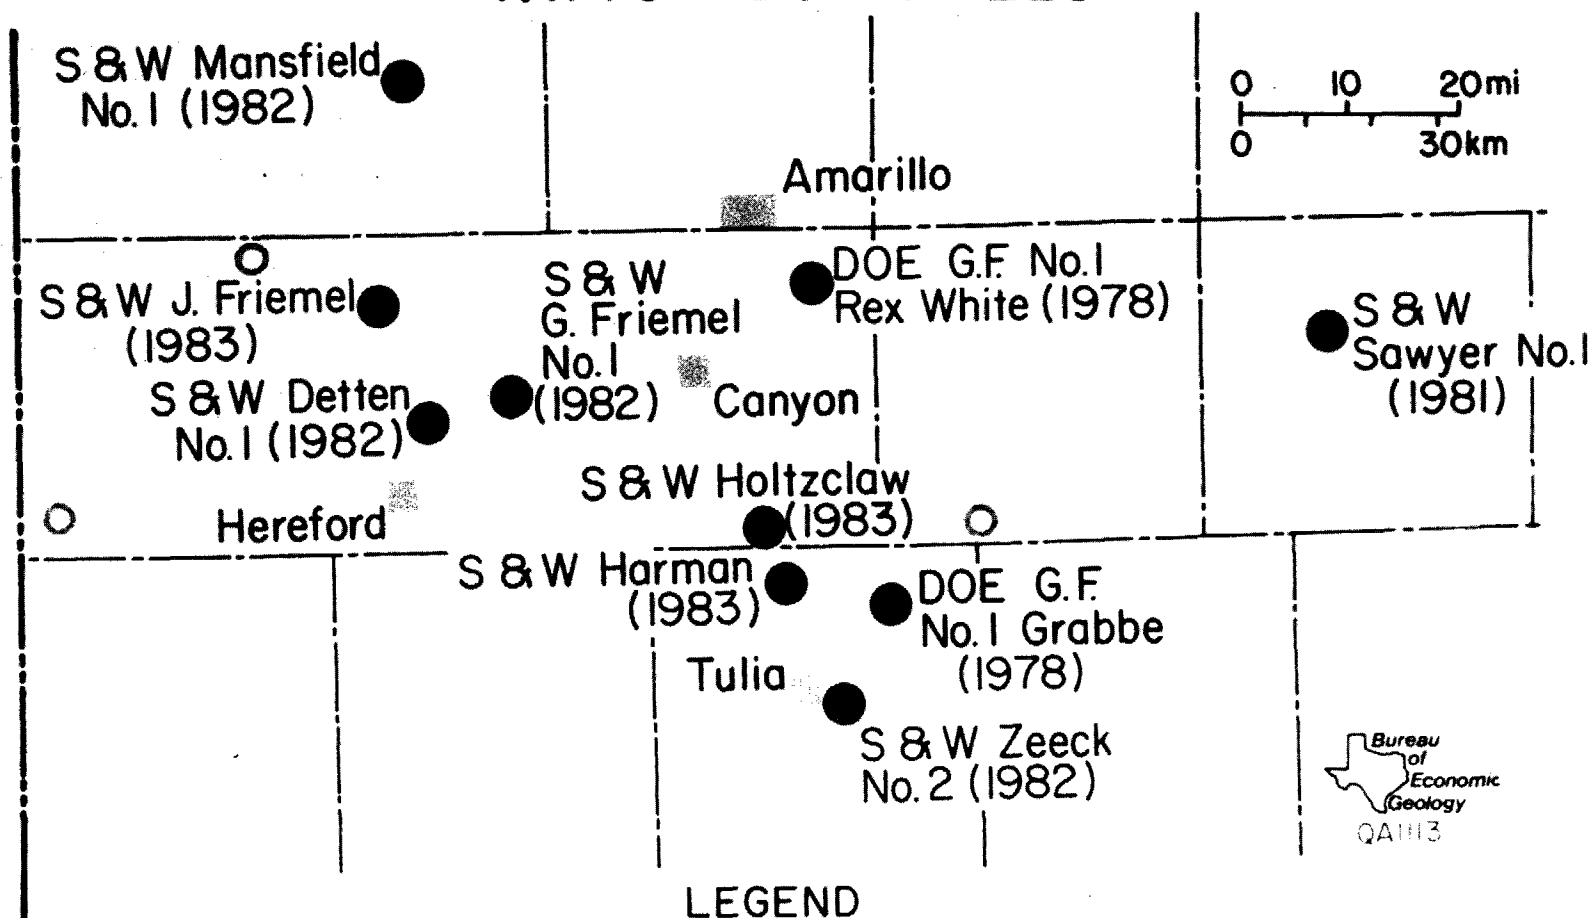 S & W Mansfield
No. 1 (1982)
0 10 20 mi
0 30 km
Amarillo
S & W J. Friemel
(1983)
S & W
G. Friemel
No. 1
(1982)
DOE G.F. No. 1
Rex White (1978)
S & W
Sawyer No. 1
(1981)
S & W Detten
No. 1 (1982)
Canyon
Hereford
S & W Holtzclaw
(1983)
S & W Harman
(1983)
DOE G.F.
No. 1 Grabbe
(1978)
Tulia
S & W Zeeck
No. 2 (1982)
Bureau
of
Economic
Geology
QA1113
LEGEND